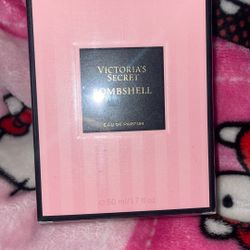 VICTORIA'S
SECRET
BOMBSHELL
EAU DE PARFUM
50 ml/1.7 fl oz